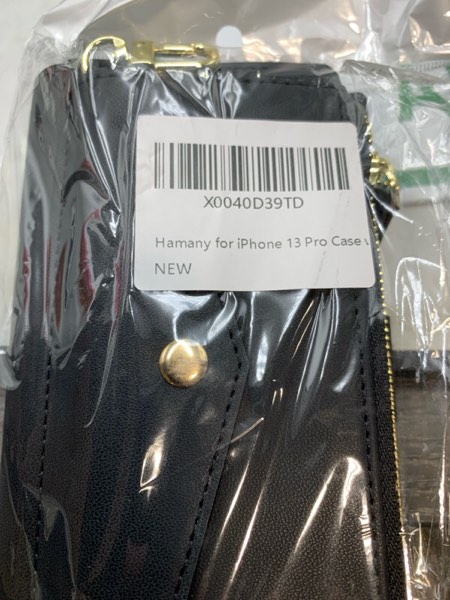 X0040D39TD
Hamany for iPhone 13 Pro Case w
NEW